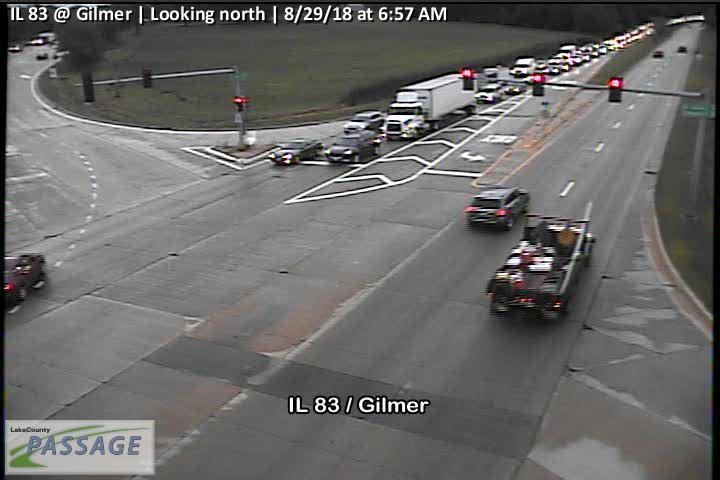 IL 83 @ Gilmer | Looking north | 8/29/18 at 6:57 AM
IL 83 / Gilmer
LakeCounty
PASSAGE